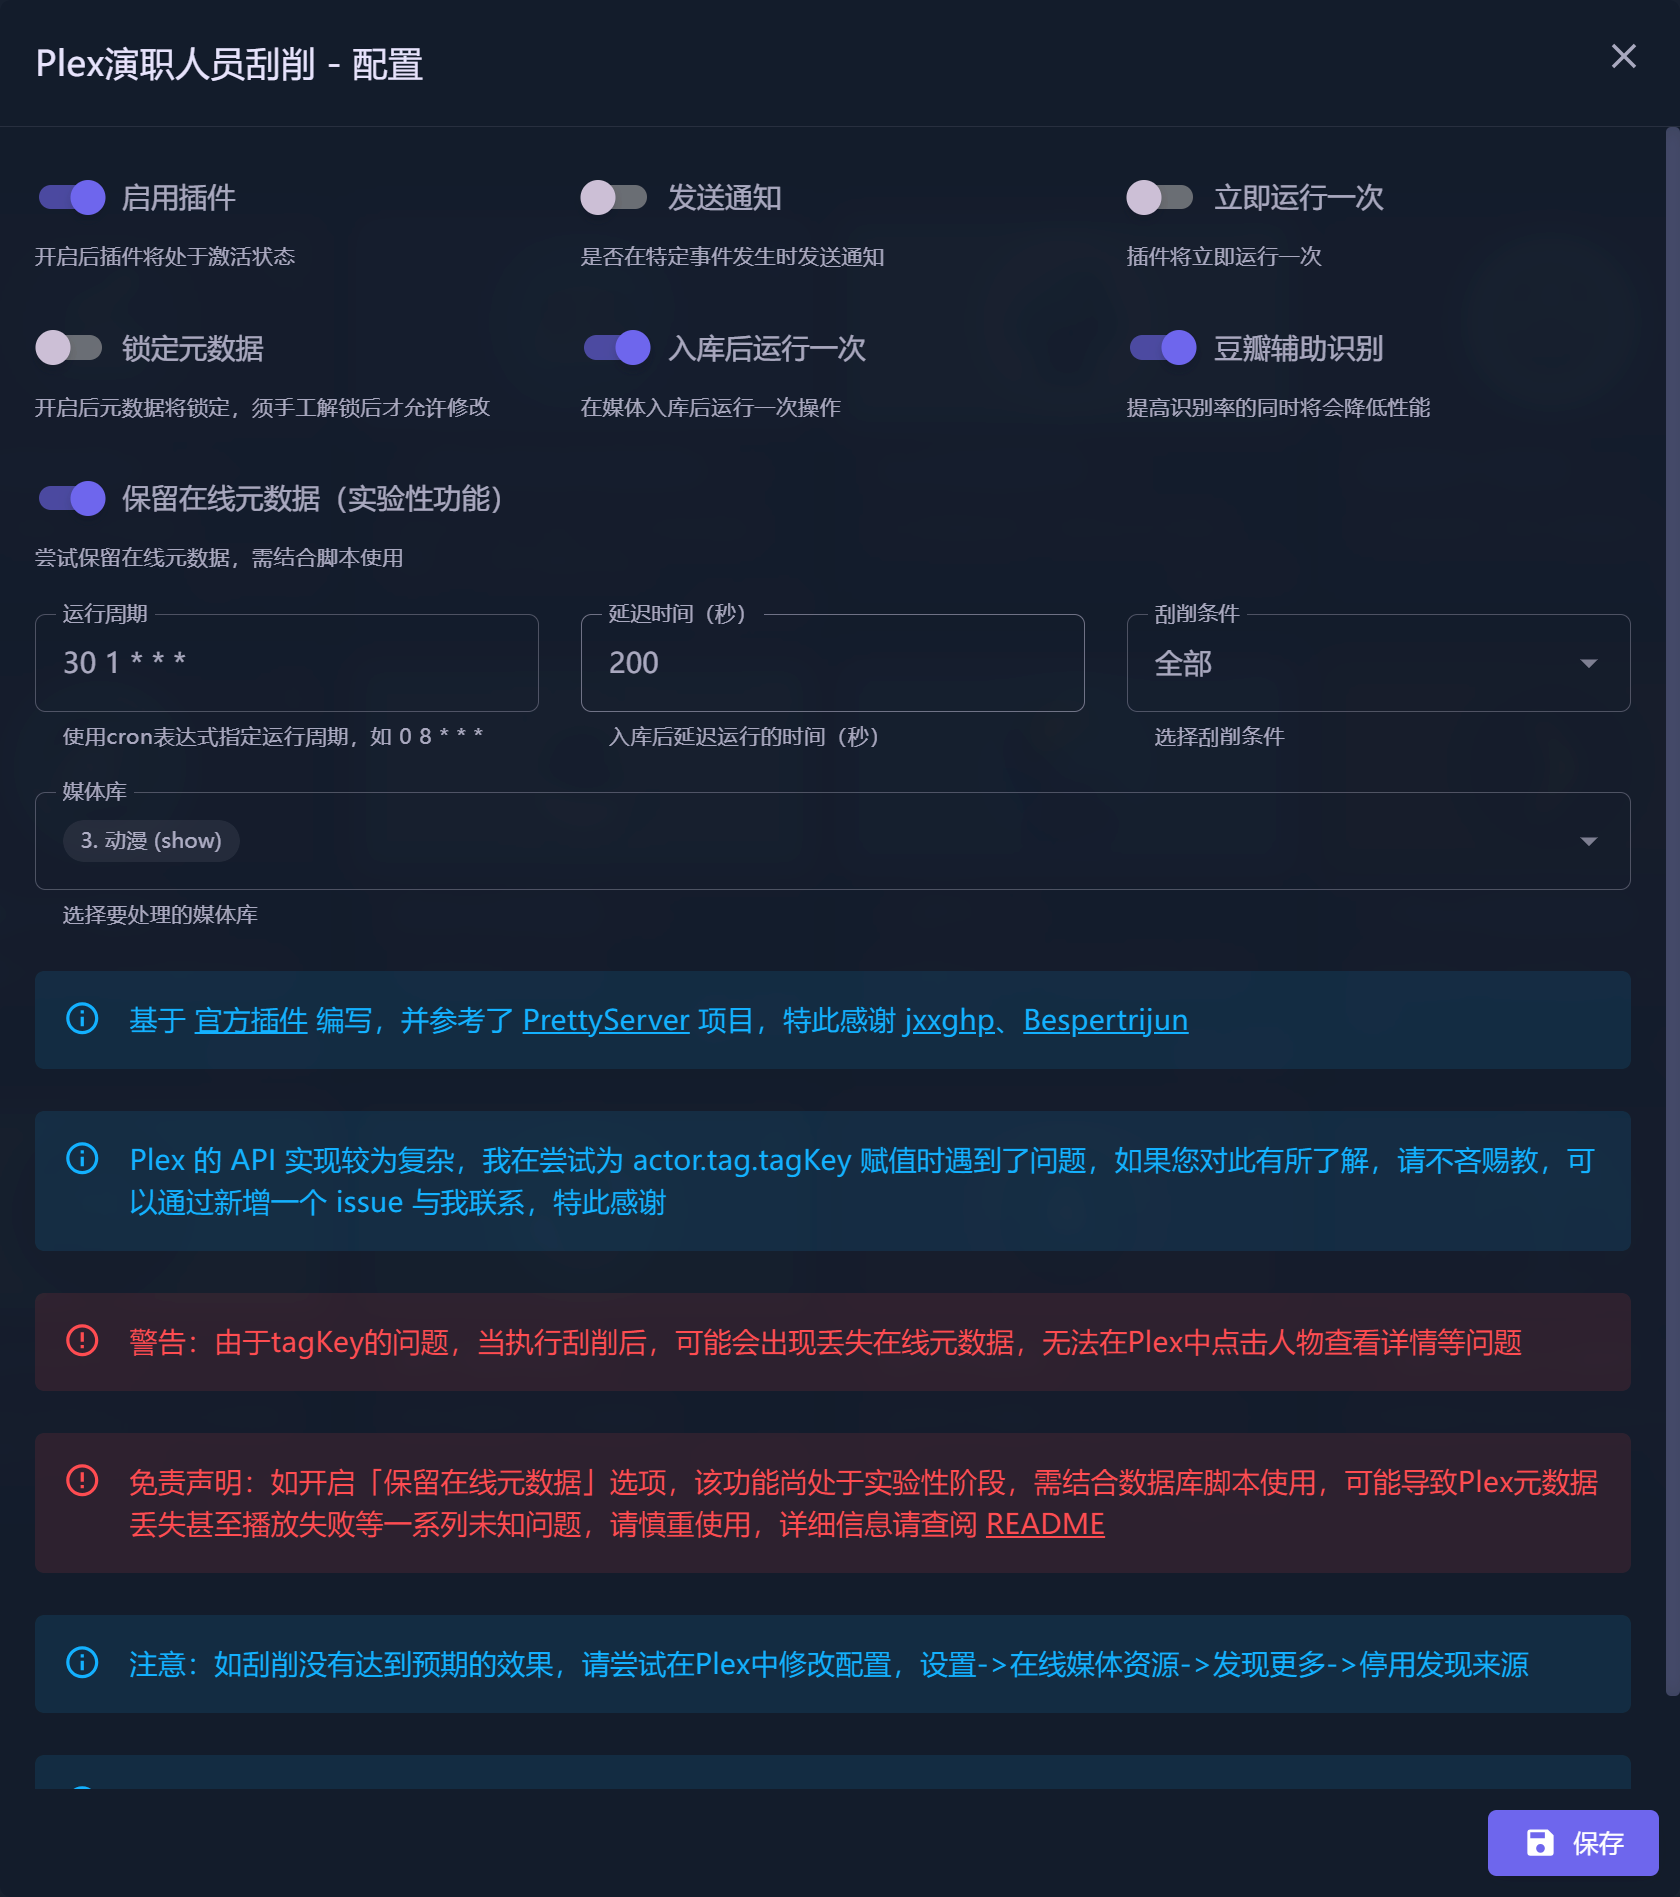 Plex演职人员刮削 - 配置
启用插件
发送通知
立即运行一次
开启后插件将处于激活状态
是否在特定事件发生时发送通知
插件将立即运行一次
锁定元数据
入库后运行一次
豆瓣辅助识别
开启后元数据将锁定，须手工解锁后才允许修改
在媒体入库后运行一次操作
提高识别率的同时将会降低性能
保留在线元数据（实验性功能）
尝试保留在线元数据，需结合脚本使用
运行周期
延迟时间（秒）
刮削条件
30 1 * * *
200
全部
使用cron表达式指定运行周期，如 0 8 * * *
入库后延迟运行的时间（秒）
选择刮削条件
媒体库
3. 动漫 (show)
选择要处理的媒体库
基于 官方插件 编写，并参考了 PrettyServer 项目，特此感谢 jxxghp、Bespertrijun
Plex 的 API 实现较为复杂，我在尝试为 actor.tag.tagKey 赋值时遇到了问题，如果您对此有所了解，请不吝赐教，可
以通过新增一个 issue 与我联系，特此感谢
警告：由于tagKey的问题，当执行刮削后，可能会出现丢失在线元数据，无法在Plex中点击人物查看详情等问题
免责声明：如开启「保留在线元数据」选项，该功能尚处于实验性阶段，需结合数据库脚本使用，可能导致Plex元数据
丢失甚至播放失败等一系列未知问题，请慎重使用，详细信息请查阅 README
注意：如刮削没有达到预期的效果，请尝试在Plex中修改配置，设置->在线媒体资源->发现更多->停用发现来源
保存